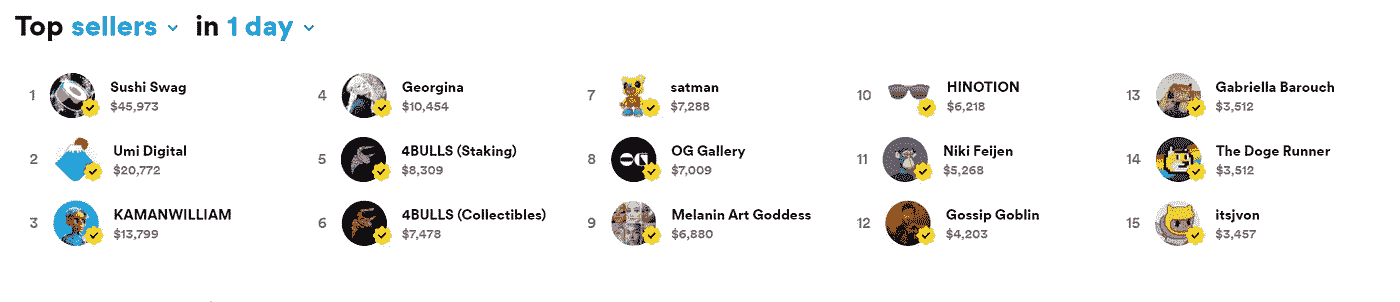 Top sellers in 1 day
1
Sushi Swag
$45,973
2
Umi Digital
$20,772
3
KAMANWILLIAM
$13,799
4
Georgina
$10,454
5
4BULLS (Staking)
$8,309
6
4BULLS (Collectibles)
$7,478
7
satman
$7,288
8
OG
OG Gallery
$7,009
9
Melanin Art Goddess
$6,880
10
HINOTION
$6,218
11
Niki Feijen
$5,268
12
Gossip Goblin
$4,203
13
Gabriella Barouch
$3,512
14
The Doge Runner
$3,512
15
itsjvon
$3,457